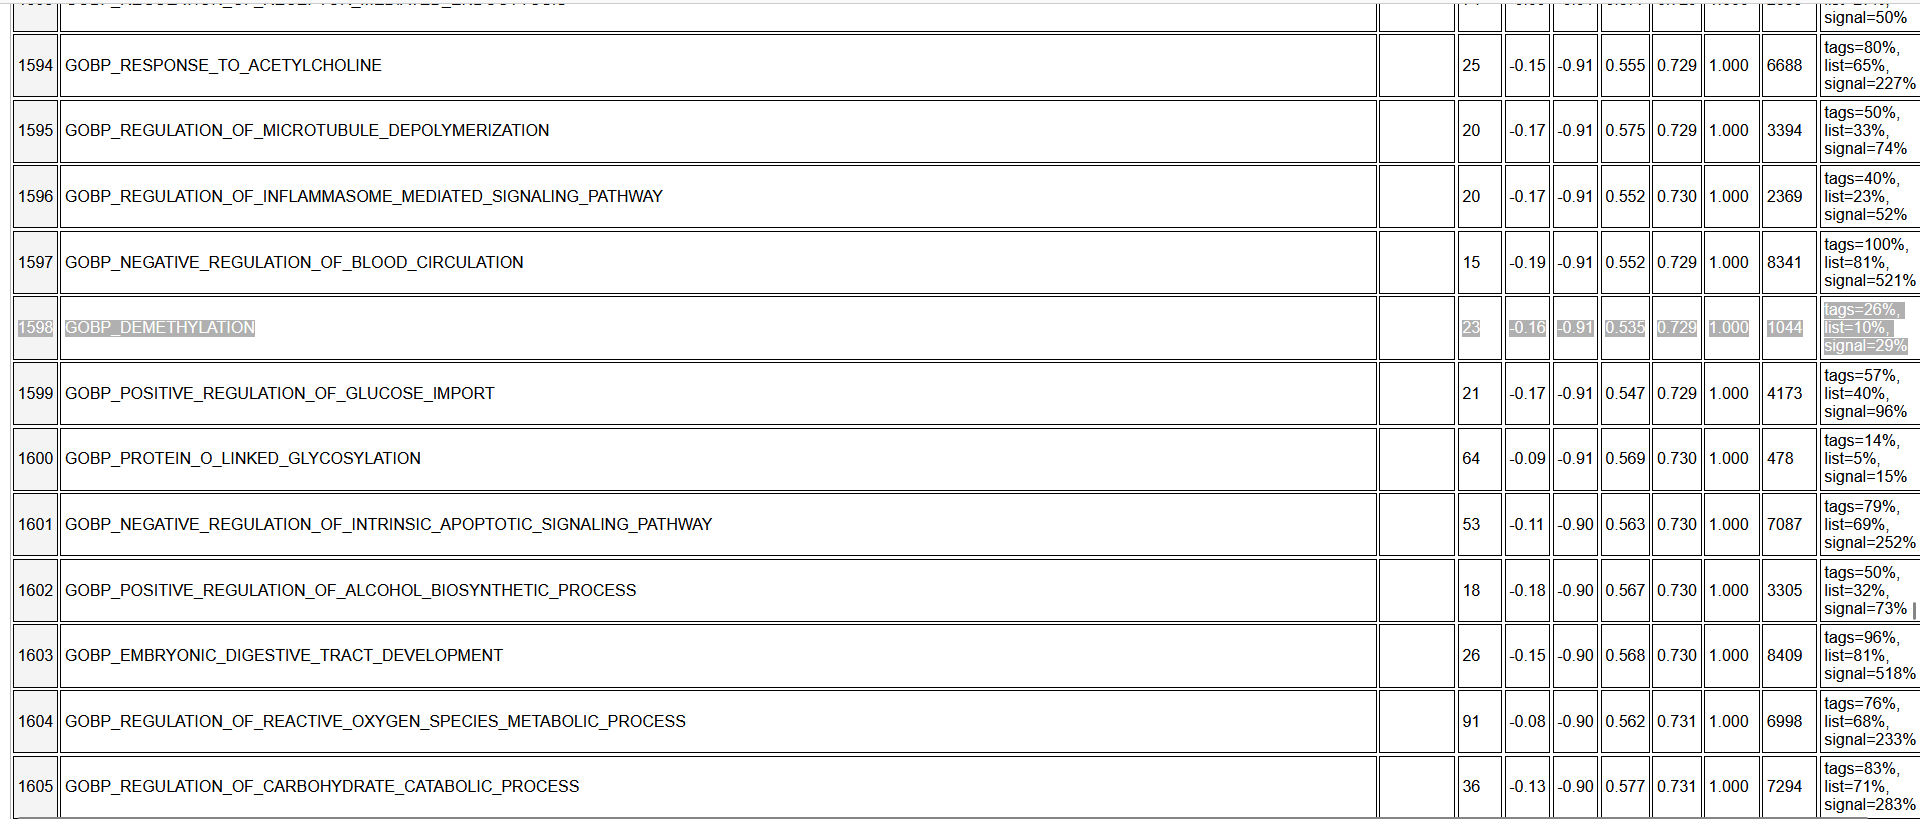 signal=50%
1594 GOBP_RESPONSE_TO_ACETYLCHOLINE 25 -0.15 -0.91 0.555 0.729 1.000 6688 tags=80%,
list=65%,
signal=227%
1595 GOBP_REGULATION_OF_MICROTUBULE_DEPOLYMERIZATION 20 -0.17 -0.91 0.575 0.729 1.000 3394 tags=50%,
list=33%,
signal=74%
1596 GOBP_REGULATION_OF_INFLAMMASOME_MEDIATED_SIGNALING_PATHWAY 20 -0.17 -0.91 0.552 0.730 1.000 2369 tags=40%,
list=23%,
signal=52%
1597 GOBP_NEGATIVE_REGULATION_OF_BLOOD_CIRCULATION 15 -0.19 -0.91 0.552 0.729 1.000 8341 tags=100%,
list=81%,
signal=521%
1598 GOBP_DEMETHYLATION 23 -0.16 -0.91 0.535 0.729 1.000 1044 tags=26%,
list=10%,
signal=29%
1599 GOBP_POSITIVE_REGULATION_OF_GLUCOSE_IMPORT 21 -0.17 -0.91 0.547 0.729 1.000 4173 tags=57%,
list=40%,
signal=96%
1600 GOBP_PROTEIN_O_LINKED_GLYCOSYLATION 64 -0.09 -0.91 0.569 0.730 1.000 478 tags=14%,
list=5%,
signal=15%
1601 GOBP_NEGATIVE_REGULATION_OF_INTRINSIC_APOPTOTIC_SIGNALING_PATHWAY 53 -0.11 -0.90 0.563 0.730 1.000 7087 tags=79%,
list=69%,
signal=252%
1602 GOBP_POSITIVE_REGULATION_OF_ALCOHOL_BIOSYNTHETIC_PROCESS 18 -0.18 -0.90 0.567 0.730 1.000 3305 tags=50%,
list=32%,
signal=73%
1603 GOBP_EMBRYONIC_DIGESTIVE_TRACT_DEVELOPMENT 26 -0.15 -0.90 0.568 0.730 1.000 8409 tags=96%,
list=81%,
signal=518%
1604 GOBP_REGULATION_OF_REACTIVE_OXYGEN_SPECIES_METABOLIC_PROCESS 91 -0.08 -0.90 0.562 0.731 1.000 6998 tags=76%,
list=68%,
signal=233%
1605 GOBP_REGULATION_OF_CARBOHYDRATE_CATABOLIC_PROCESS 36 -0.13 -0.90 0.577 0.731 1.000 7294 tags=83%,
list=71%,
signal=283%